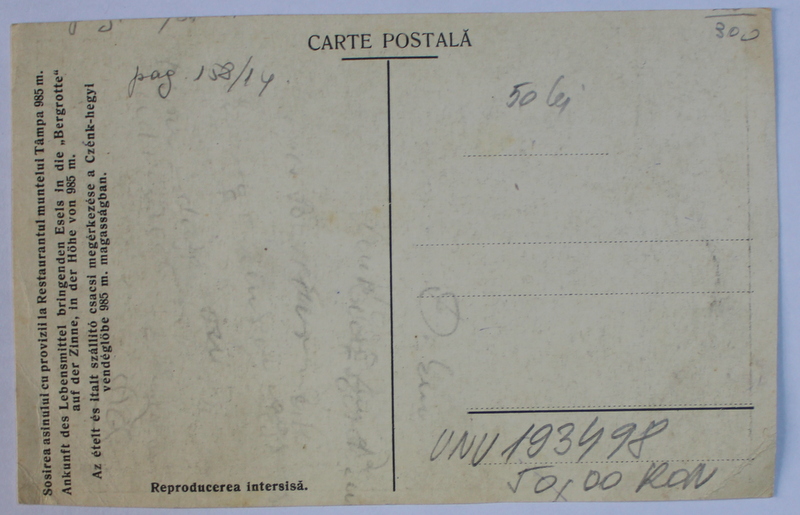 300
CARTE POSTALĂ
pag. 158/14.
50 lei
Sosirea asinului cu provizii la Restaurantul muntelui Tâmpa 985 m.
Ankunft des Lebensmittel bringenden Esels in die „Bergrotte“
auf der Zinne, in der Höhe von 985 m.
Az ételt és italt szállító csacsi megérkezése a Czénk-hegyi
vendéglőbe 985 m. magasságban.
Reproducerea intersisă.
VNU 193498
50,00 RON